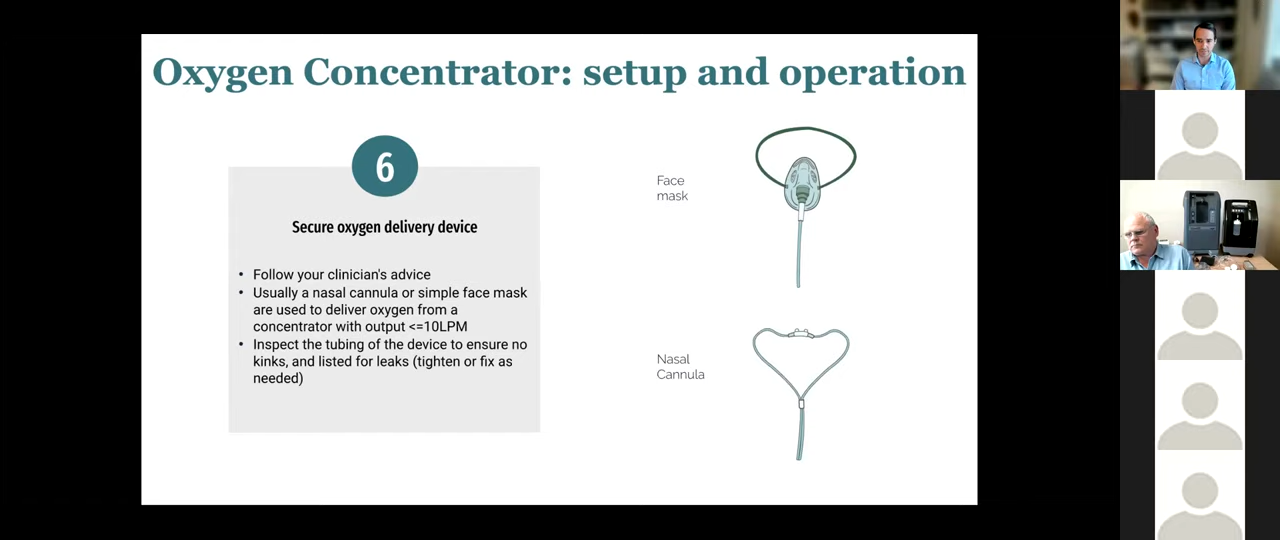 Oxygen Concentrator: setup and operation
6
Secure oxygen delivery device
• Follow your clinician's advice
• Usually a nasal cannula or simple face mask
are used to deliver oxygen from a
concentrator with output <=10LPM
• Inspect the tubing of the device to ensure no
kinks, and listed for leaks (tighten or fix as
needed)
Face
mask
Nasal
Cannula